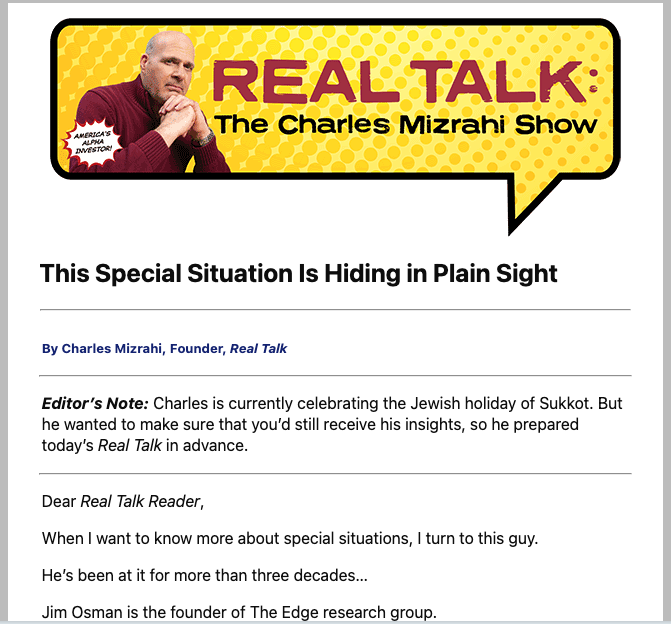 REAL TALK:
The Charles Mizrahi Show
AMERICA'S
ALPHA
INVESTOR!
This Special Situation Is Hiding in Plain Sight
By Charles Mizrahi, Founder, Real Talk
Editor’s Note: Charles is currently celebrating the Jewish holiday of Sukkot. But
he wanted to make sure that you’d still receive his insights, so he prepared
today’s Real Talk in advance.
Dear Real Talk Reader,
When I want to know more about special situations, I turn to this guy.
He’s been at it for more than three decades...
Jim Osman is the founder of The Edge research group.